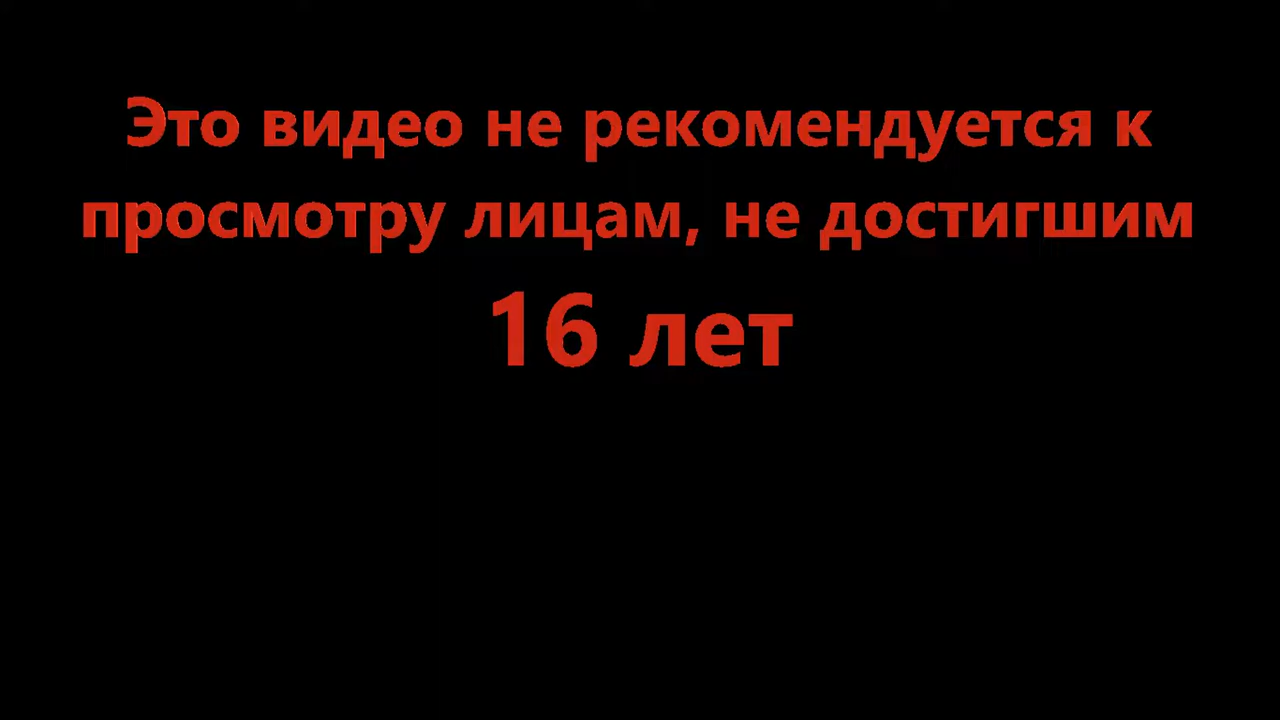 Это видео не рекомендуется к
просмотру лицам, не достигшим
16 лет